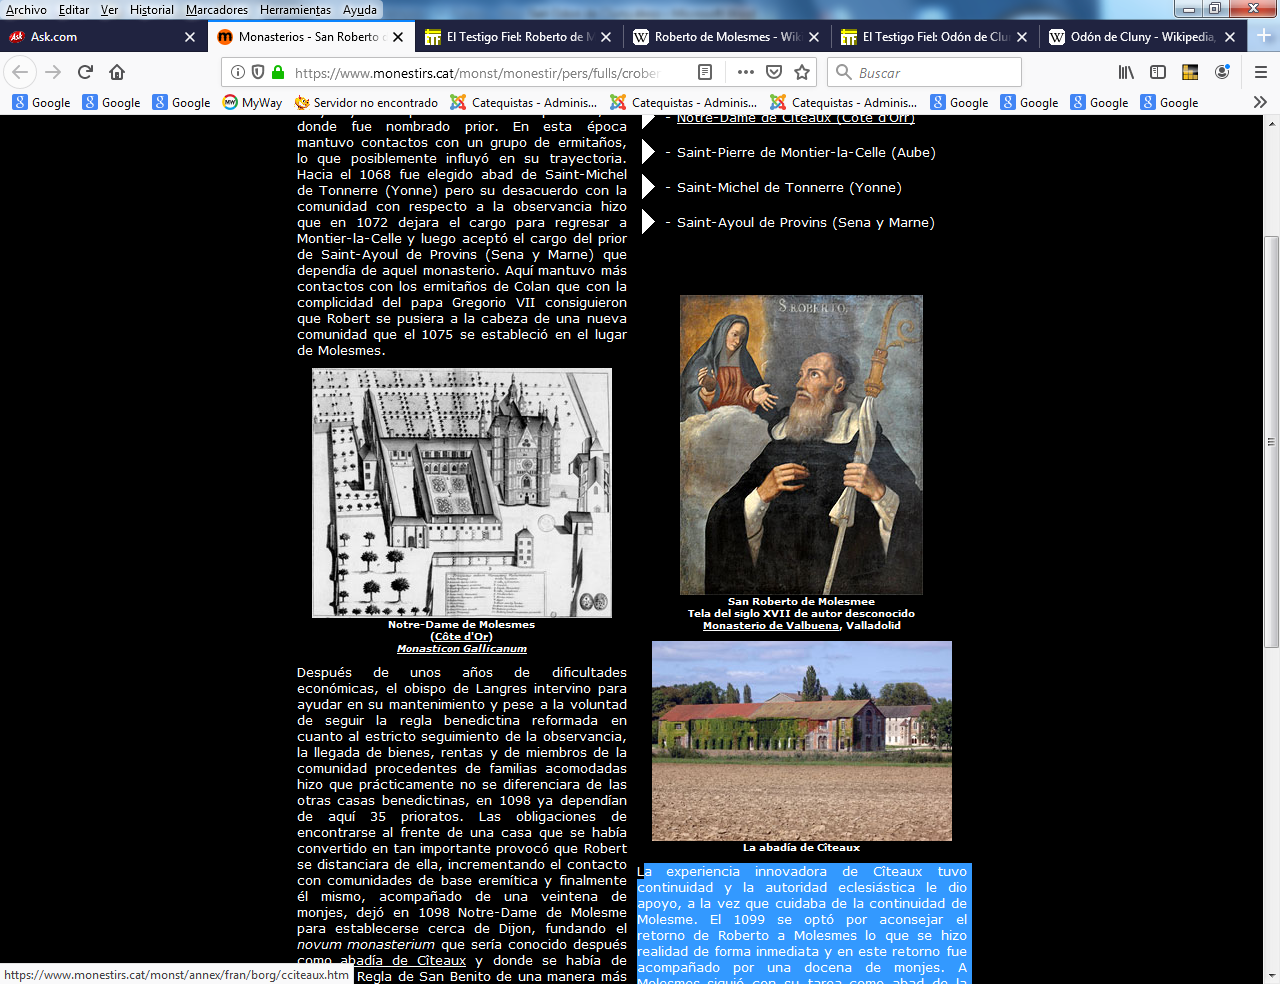 Archivo Editar Ver Historial Marcadores Herramientas Ayuda
Ask.com
Monasterios - San Roberto d
El Testigo Fiel: Roberto de M
Roberto de Molesmes - Wiki
El Testigo Fiel: Odón de Clun
Odón de Cluny - Wikipedia,
https://www.monestirs.cat/monst/monestir/pers/fulls/crober
Buscar
Google Google Google MyWay Servidor no encontrado Catequistas - Adminis... Catequistas - Adminis... Catequistas - Adminis... Google Google Google Google
donde fue nombrado prior. En esta época
mantuvo contactos con un grupo de ermitaños,
lo que posiblemente influyó en su trayectoria.
Hacia el 1068 fue elegido abad de Saint-Michel
de Tonnerre (Yonne) pero su desacuerdo con la
comunidad con respecto a la observancia hizo
que en 1072 dejara el cargo para regresar a
Montier-la-Celle y luego aceptó el cargo del prior
de Saint-Ayoul de Provins (Sena y Marne) que
dependía de aquel monasterio. Aquí mantuvo más
contactos con los ermitaños de Colan que con la
complicidad del papa Gregorio VII consiguieron
que Robert se pusiera a la cabeza de una nueva
comunidad que el 1075 se estableció en el lugar
de Molesmes.
Notre-Dame de Molesmes
(Côte d'Or)
Monasticon Gallicanum
Después de unos años de dificultades
económicas, el obispo de Langres intervino para
ayudar en su mantenimiento y pese a la voluntad
de seguir la regla benedictina reformada en
cuanto al estricto seguimiento de la observancia,
la llegada de bienes, rentas y de miembros de la
comunidad procedentes de familias acomodadas
hizo que prácticamente no se diferenciara de las
otras casas benedictinas, en 1098 ya dependían
de aquí 35 prioratos. Las obligaciones de
encontrarse al frente de una casa que se había
convertido en tan importante provocó que Robert
se distanciara de ella, incrementando el contacto
con comunidades de base eremítica y finalmente
él mismo, acompañado de una veintena de
monjes, dejó en 1098 Notre-Dame de Molesme
para establecerse cerca de Dijon, fundando el
novum monasterium que sería conocido después
como abadía de Cîteaux y donde se había de
Regla de San Benito de una manera más
- Notre-Dame de Cîteaux (Côte d'Orr)
- Saint-Pierre de Montier-la-Celle (Aube)
- Saint-Michel de Tonnerre (Yonne)
- Saint-Ayoul de Provins (Sena y Marne)
S. ROBERTO.
San Roberto de Molesmee
Tela del siglo XVII de autor desconocido
Monasterio de Valbuena, Valladolid
La abadía de Cîteaux
La experiencia innovadora de Cîteaux tuvo
continuidad y la autoridad eclesiástica le dio
apoyo, a la vez que cuidaba de la continuidad de
Molesme. El 1099 se optó por aconsejar el
retorno de Roberto a Molesmes lo que se hizo
realidad de forma inmediata y en este retorno fue
acompañado por una docena de monjes. A
Molesmes siguió con su tarea como abad de la
https://www.monestirs.cat/monst/annex/fran/borg/cciteaux.htm